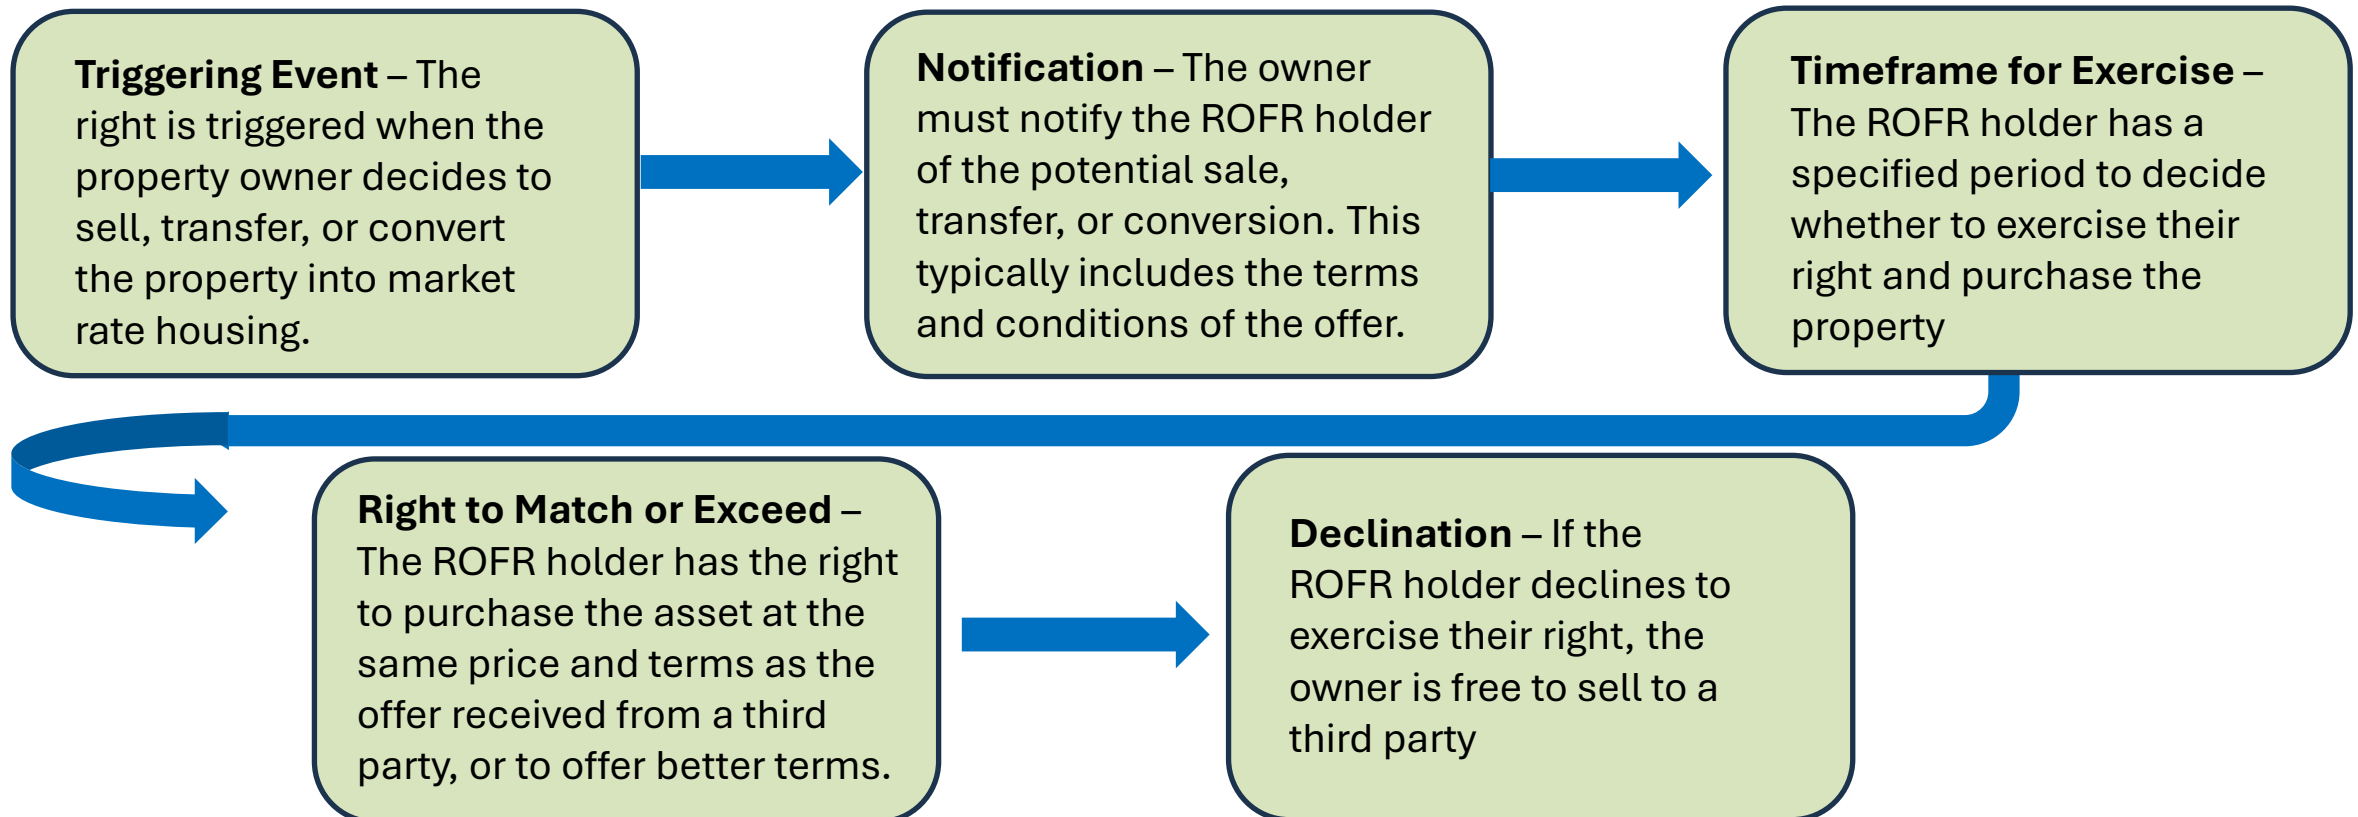 Triggering Event – The
right is triggered when the
property owner decides to
sell, transfer, or convert
the property into market
rate housing.
Notification – The owner
must notify the ROFR holder
of the potential sale,
transfer, or conversion. This
typically includes the terms
and conditions of the offer.
Timeframe for Exercise –
The ROFR holder has a
specified period to decide
whether to exercise their
right and purchase the
property
Right to Match or Exceed –
The ROFR holder has the right
to purchase the asset at the
same price and terms as the
offer received from a third
party, or to offer better terms.
Declination – If the
ROFR holder declines to
exercise their right, the
owner is free to sell to a
third party